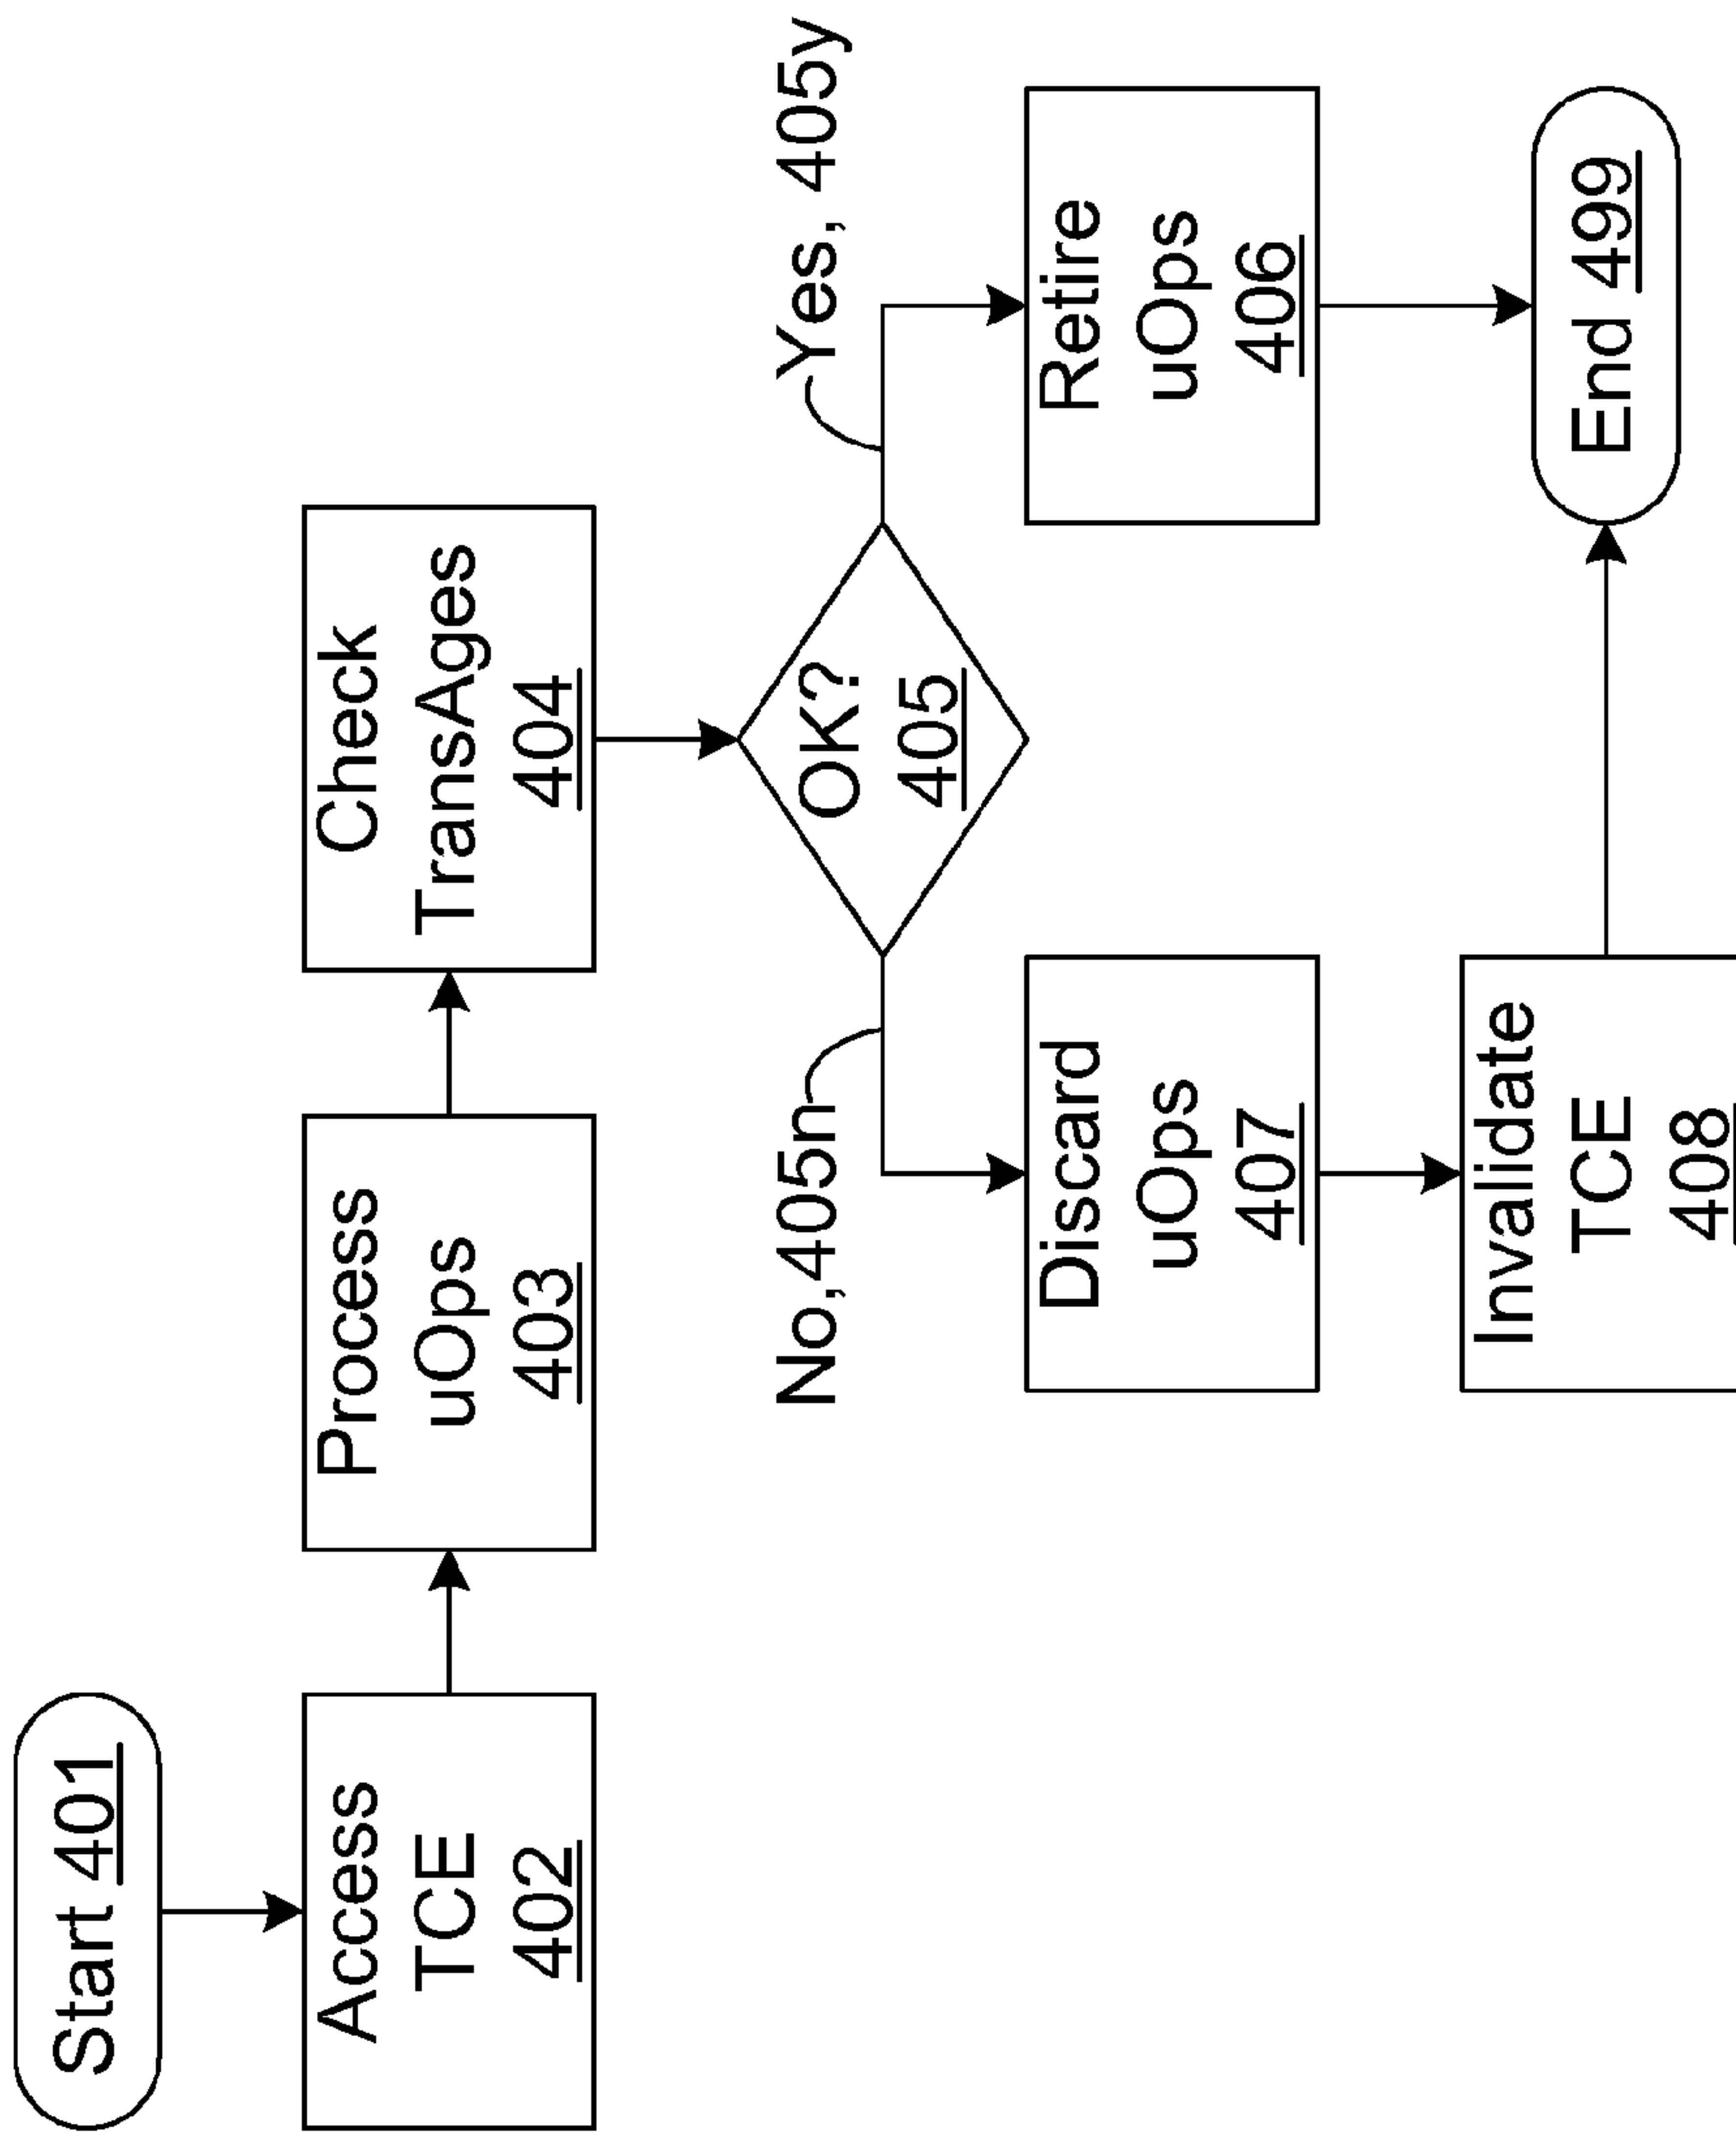 Start 401
Access
TCE
402
Process
uOps
403
Check
TransAges
404
OK?
405
No,405n
Yes, 405y
Discard
uOps
407
Retire
uOps
406
Invalidate
TCE
408
End 499